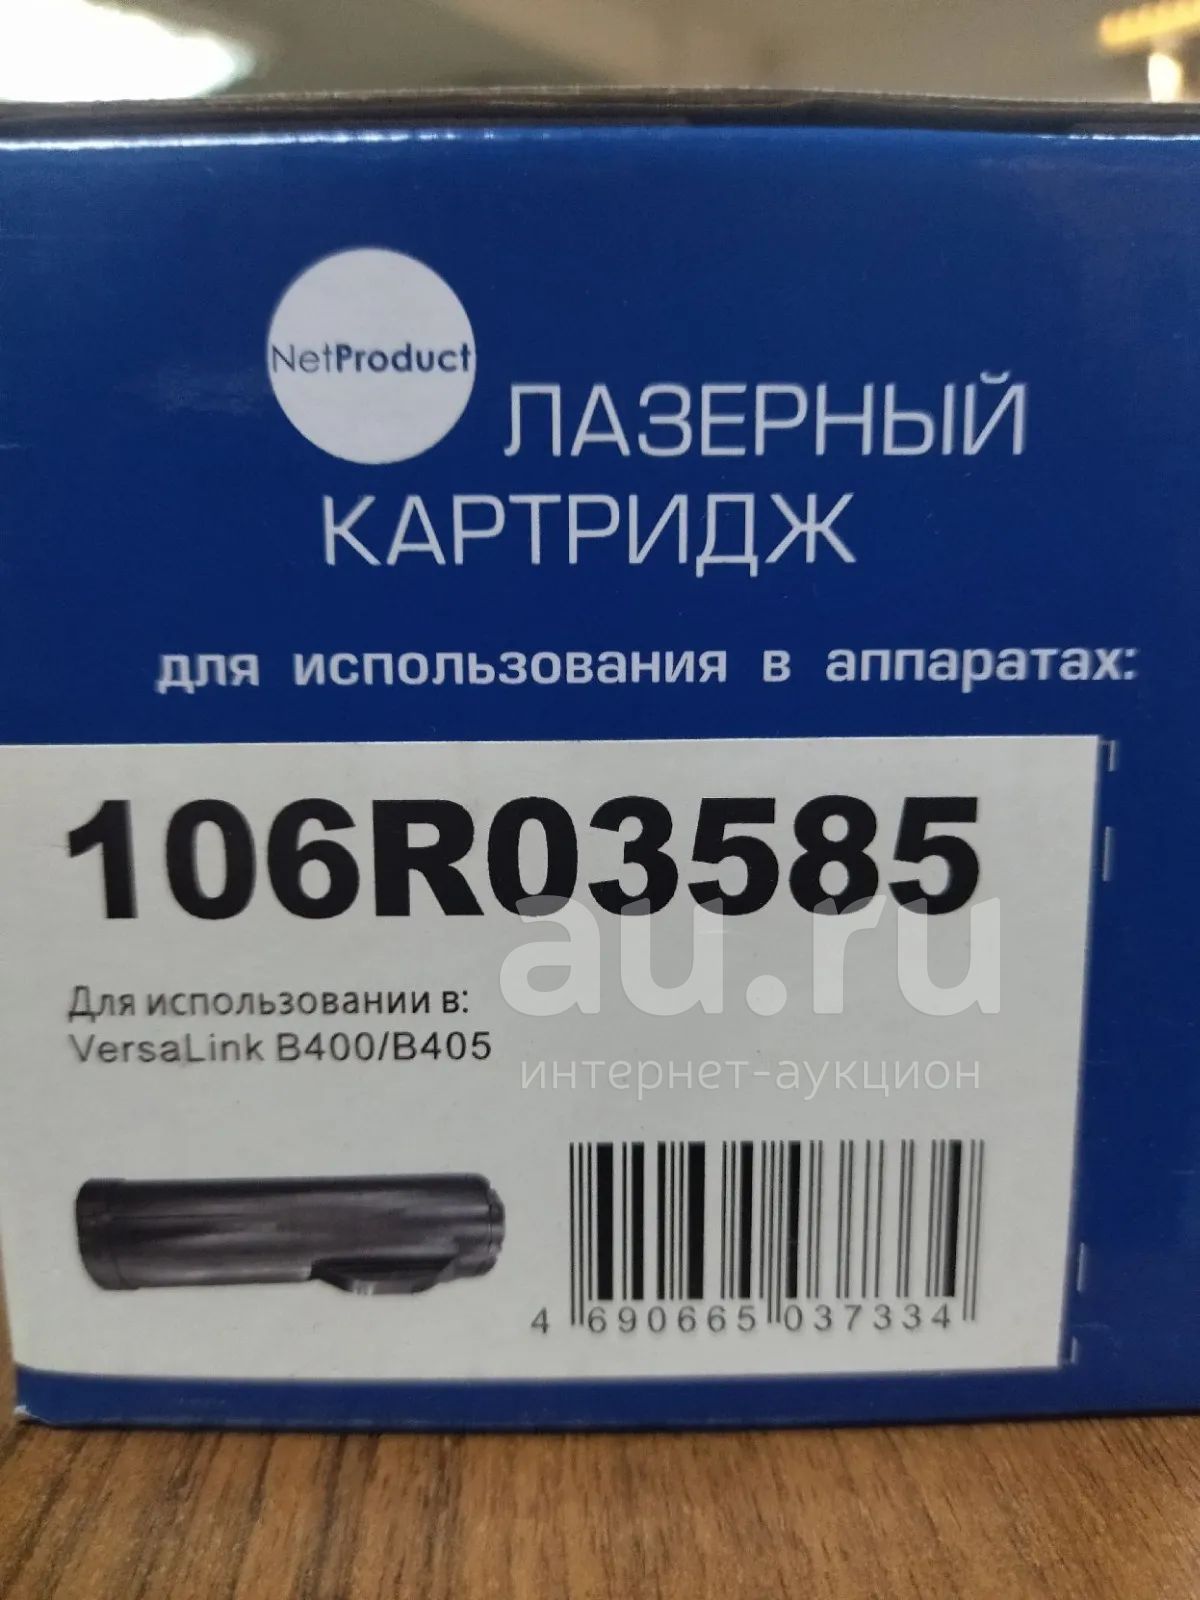 NetProduct
ЛАЗЕРНЫЙ
КАРТРИДЖ
для использования в аппаратах:
106R03585
au.ru
Для использовании в:
VersaLink B400/B405
интернет-аукцион
4 690665 037334